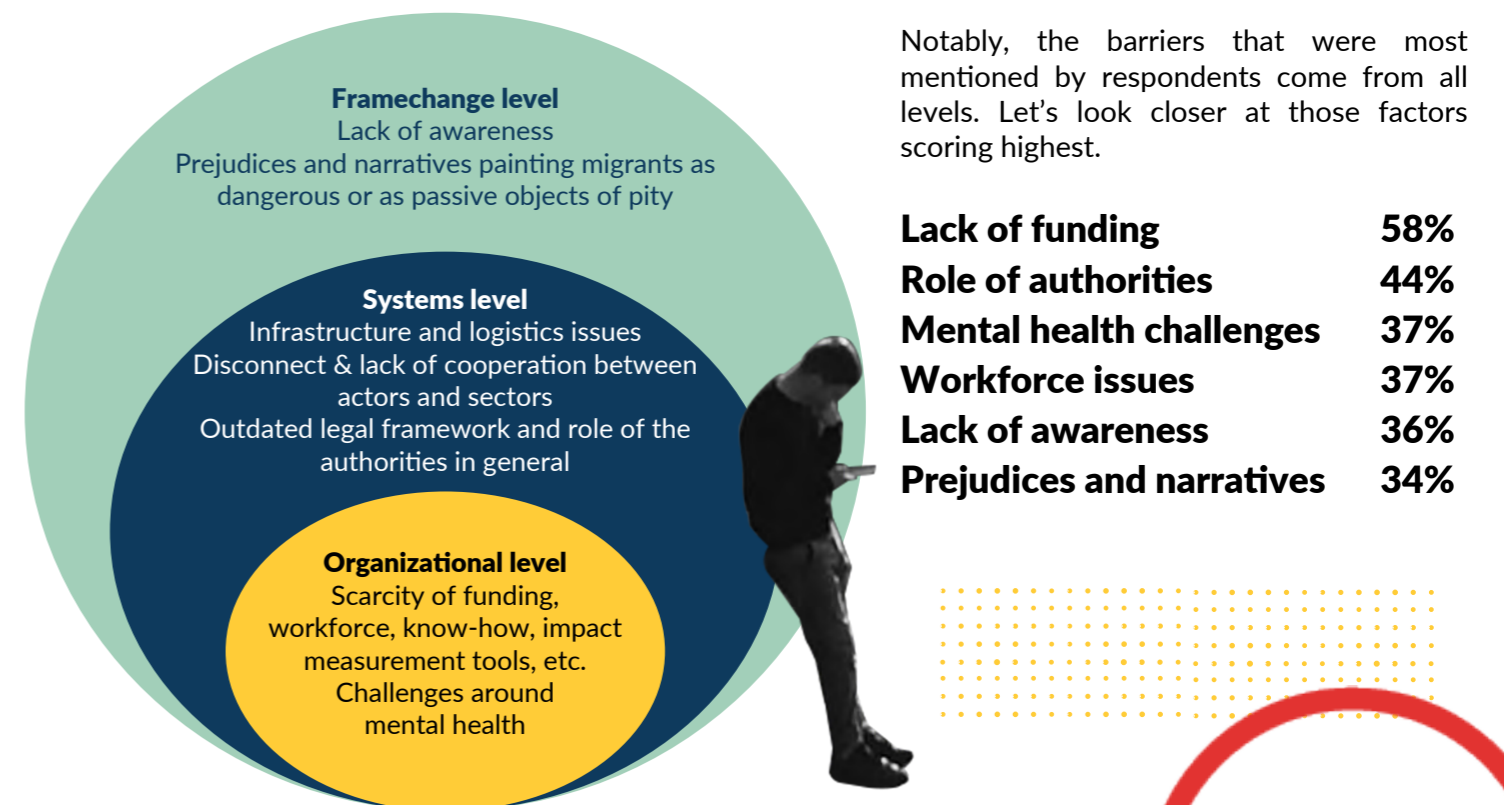 Framechange level
Lack of awareness
Prejudices and narratives painting migrants as
dangerous or as passive objects of pity
Systems level
Infrastructure and logistics issues
Disconnect & lack of cooperation between
actors and sectors
Outdated legal framework and role of the
authorities in general
Organizational level
Scarcity of funding,
workforce, know-how, impact
measurement tools, etc.
Challenges around
mental health
Notably, the barriers that were most
mentioned by respondents come from all
levels. Let’s look closer at those factors
scoring highest.
Lack of funding 58%
Role of authorities 44%
Mental health challenges 37%
Workforce issues 37%
Lack of awareness 36%
Prejudices and narratives 34%